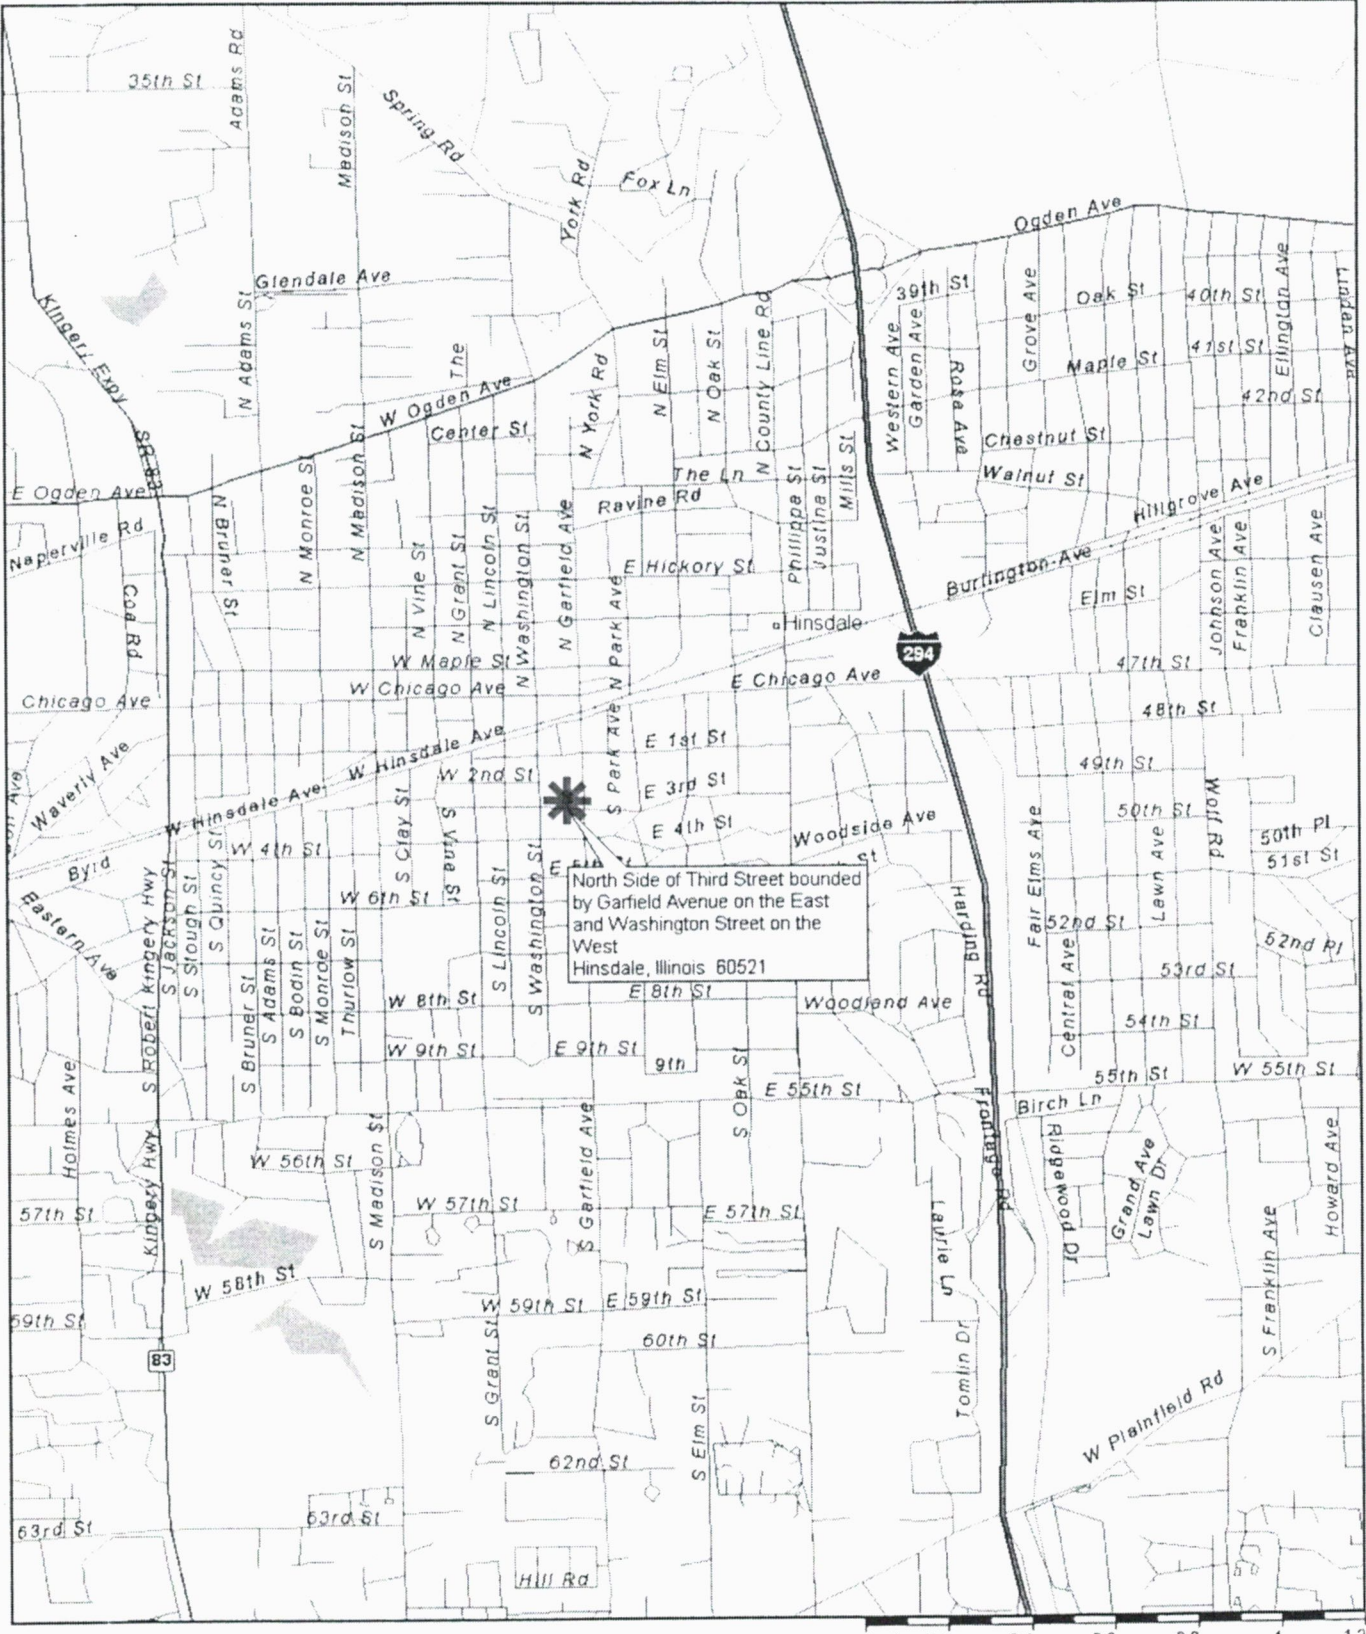 35th St
Adams Rd
Madison St
Spring Rd
York Rd
Fox Ln
Ogden Ave
Glendale Ave
39th St
Grove Ave
Oak St
40th St
Ellington Ave
Linden Ave
Kingery Expy
N Adams St
The
N York Rd
N Elm St
N Oak St
N County Line Rd
Western Ave
Garden Ave
Rose Ave
Maple St
41st St
42nd St
W Ogden Ave
Center St
Chestnut St
Walnut St
SR 83
N Monroe St
N Madison St
The Ln
Mills St
E Ogden Ave
Ravine Rd
Phillippa St
Justina St
Hillgrove Ave
Naperville Rd
N Bruner St
N Vine St
N Grant St
N Lincoln St
N Washington St
N Garfield Ave
E Hickory St
Burlington Ave
Johnson Ave
Franklin Ave
Clausen Ave
Coa Rd
N Park Ave
Elm St
Hinsdale
294
W Maple St
47th St
W Chicago Ave
E Chicago Ave
Chicago Ave
48th St
W Hinsdale Ave
S Park Ave
E 1st St
Waverly Ave
W 2nd St
49th St
E 3rd St
W Hinsdale Ave
S Clay St
S Vine St
E 4th St
Woodside Ave
Fair Elms Ave
50th St
Wolf Rd
50th Pl
51st St
Byrd
W 4th St
St
Lawn Ave
Eastern Ave
S Robert Kingery Hwy
S Jackson St
S Stough St
S Quincy St
W 6th St
S Lincoln St
S Washington St
North Side of Third Street bounded
by Garfield Avenue on the East
and Washington Street on the
West
Hinsdale, Illinois 60521
Harding Rd
52nd St
52nd Pl
S Bruner St
S Adams St
S Bodin St
S Monroe St
Thurlow St
Central Ave
53rd St
W 8th St
E 8th St
Woodland Ave
54th St
W 9th St
E 9th St
9th
S Oak St
E 55th St
55th St
W 55th St
Holmes Ave
Frontage Rd
Birch Ln
Kingery Hwy
W 56th St
S Madison St
S Garfield Ave
Ridgewood Dr
Grand Ave
Lawn Dr
Howard Ave
57th St
W 57th St
E 57th St
Laurie Ln
S Franklin Ave
W 58th St
59th St
W 59th St
E 59th St
60th St
83
S Grant St
Tomlin Dr
W Plainfield Rd
S Elm St
62nd St
63rd St
63rd St
Hill Rd